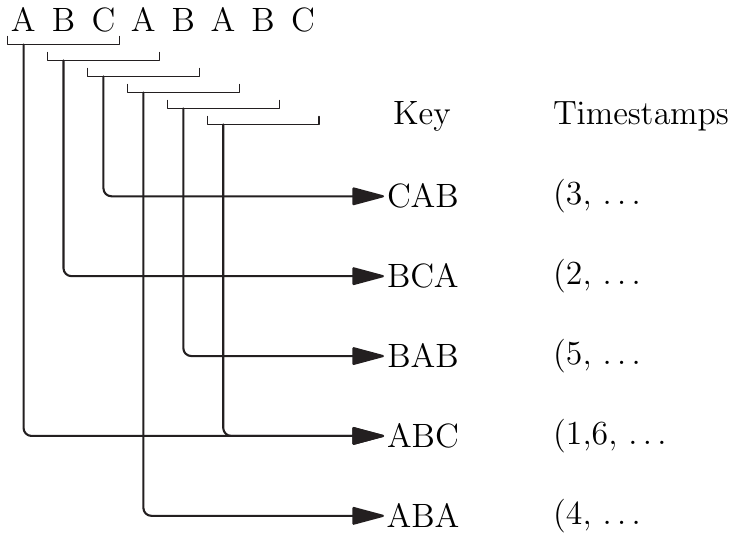 A B C A B A B C
Key Timestamps
CAB (3, ...
BCA (2, ...
BAB (5, ...
ABC (1,6, ...
ABA (4, ...